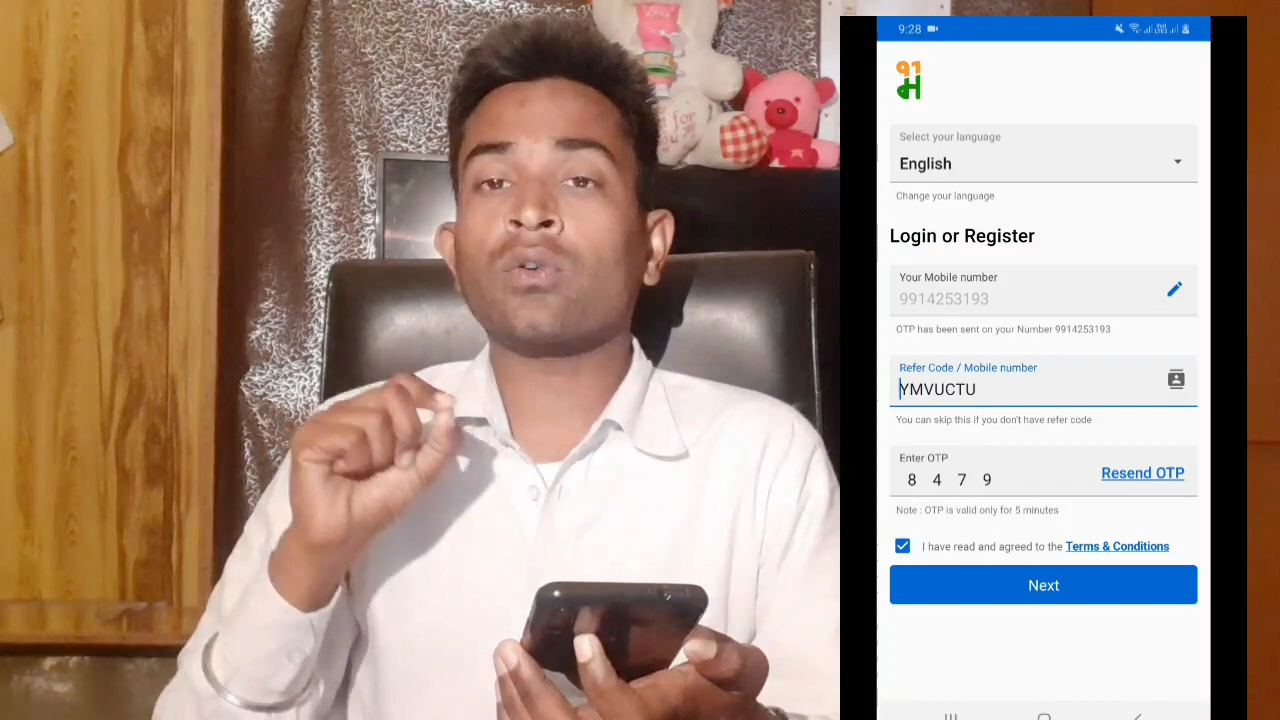 9:28
91
म
Select your language
English
Change your language
Login or Register
Your Mobile number
9914253193
OTP has been sent on your Number 9914253193
Refer Code / Mobile number
YMVUCTU
You can skip this if you don't have refer code
Enter OTP
8 4 7 9
Resend OTP
Note : OTP is valid only for 5 minutes
I have read and agreed to the Terms & Conditions
Next
for